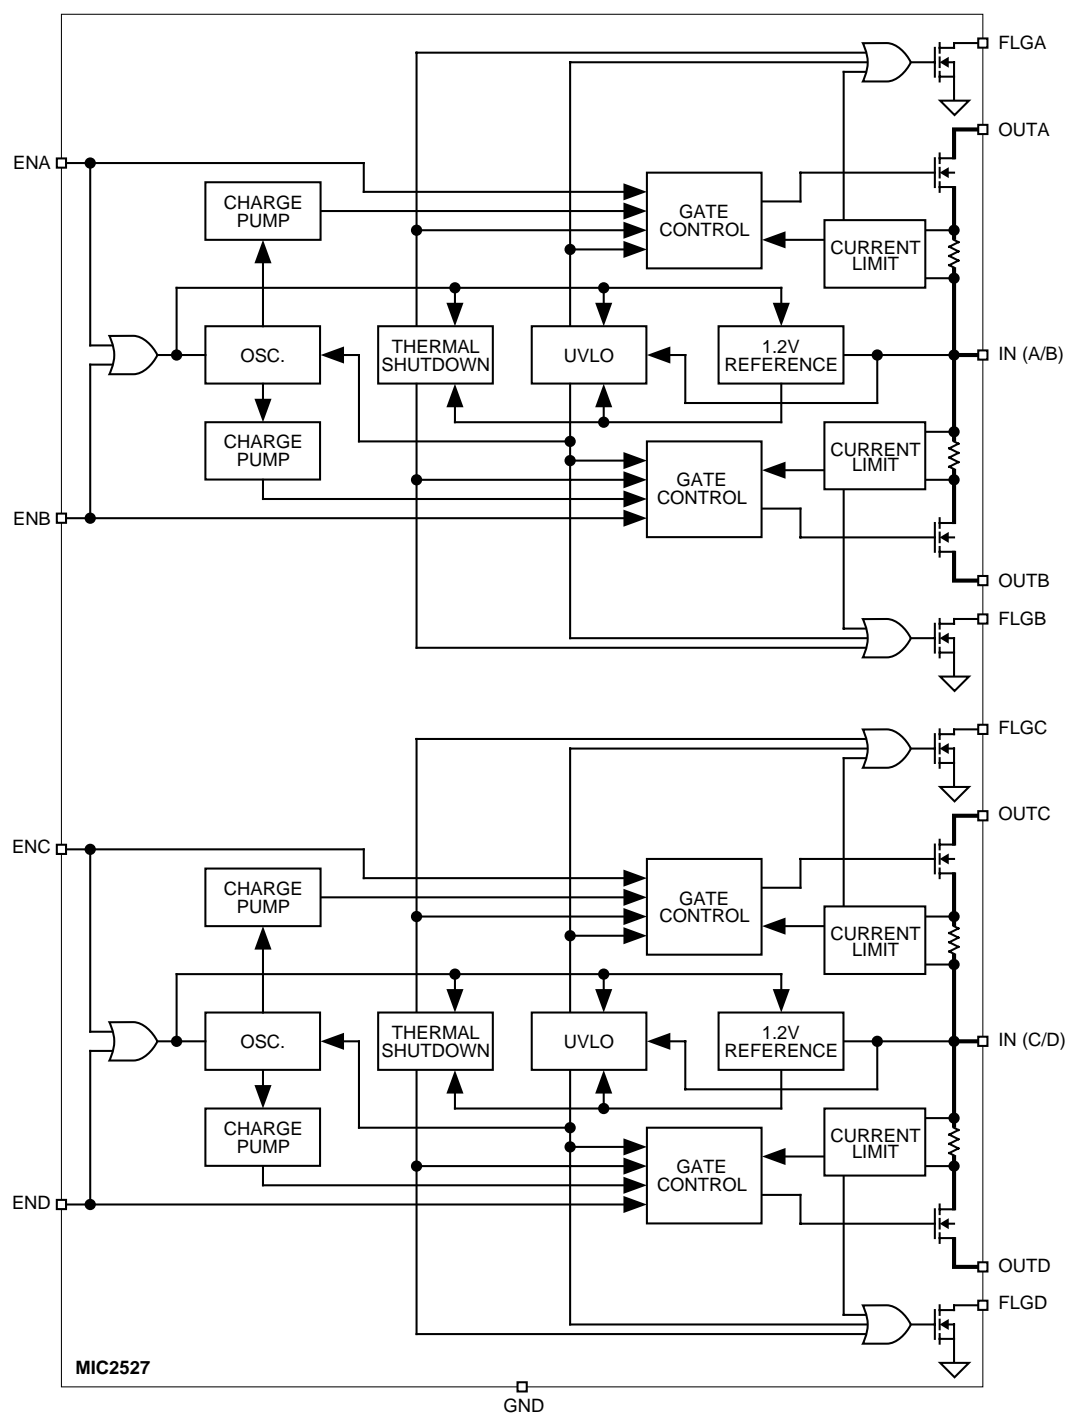 FLGA
OUTA
ENA
CHARGE
PUMP
GATE
CONTROL
CURRENT
LIMIT
OSC.
THERMAL
SHUTDOWN
UVLO
1.2V
REFERENCE
IN (A/B)
CHARGE
PUMP
GATE
CONTROL
CURRENT
LIMIT
ENB
OUTB
FLGB
FLGC
OUTC
ENC
CHARGE
PUMP
GATE
CONTROL
CURRENT
LIMIT
OSC.
THERMAL
SHUTDOWN
UVLO
1.2V
REFERENCE
IN (C/D)
CHARGE
PUMP
GATE
CONTROL
CURRENT
LIMIT
END
OUTD
FLGD
MIC2527
GND